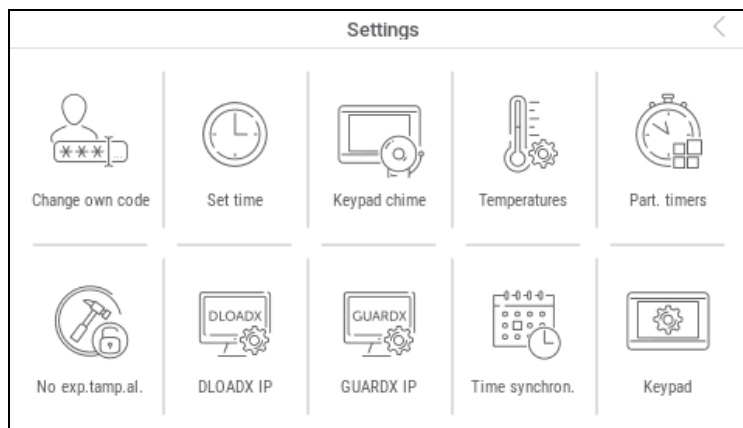 Settings
***
Change own code
Set time
Keypad chime
Temperatures
Part. timers
DLOADX
GUARDX
No exp.tamp.al.
DLOADX IP
GUARDX IP
Time synchron.
Keypad